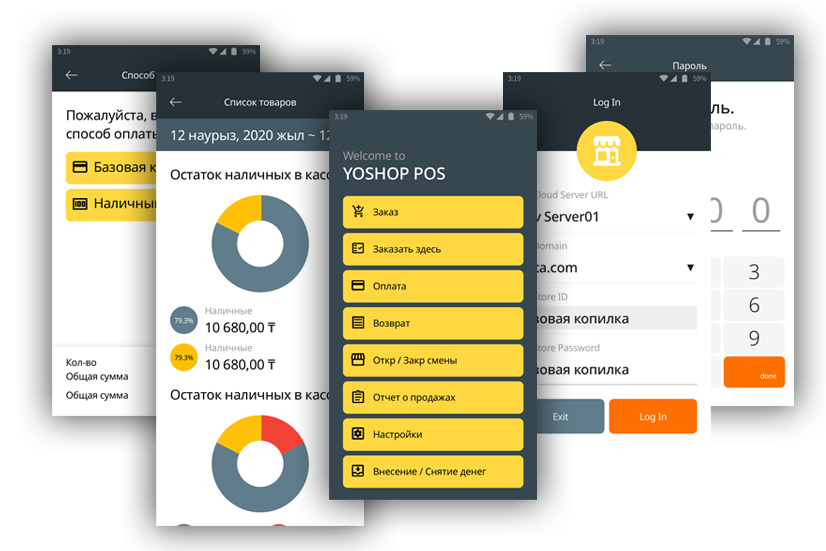 3:19
59%
Способ
Пожалуйста, в
способ оплаты
Базовая к
Наличны
Кол-во
Общая сумма
Общая сумма
3:19
59%
Список товаров
12 наурыз, 2020 жыл ~ 12
Остаток наличных в касс
79.3%
Наличные
10 680,00 ₸
79.3%
Наличные
10 680,00 ₸
Остаток наличных в касс
3:19
59%
Welcome to
YOSHOP POS
Заказ
Заказать здесь
Оплата
Возврат
Откр / Закр смены
Отчет о продажах
Настройки
Внесение / Снятие денег
3:19
59%
Log In
Cloud Server URL
v Server01
Domain
ta.com
Store ID
зовая копилка
Store Password
зовая копилка
Exit
Log In
3:19
59%
Пароль
ль.
пароль.
0 0
3
6
9
done